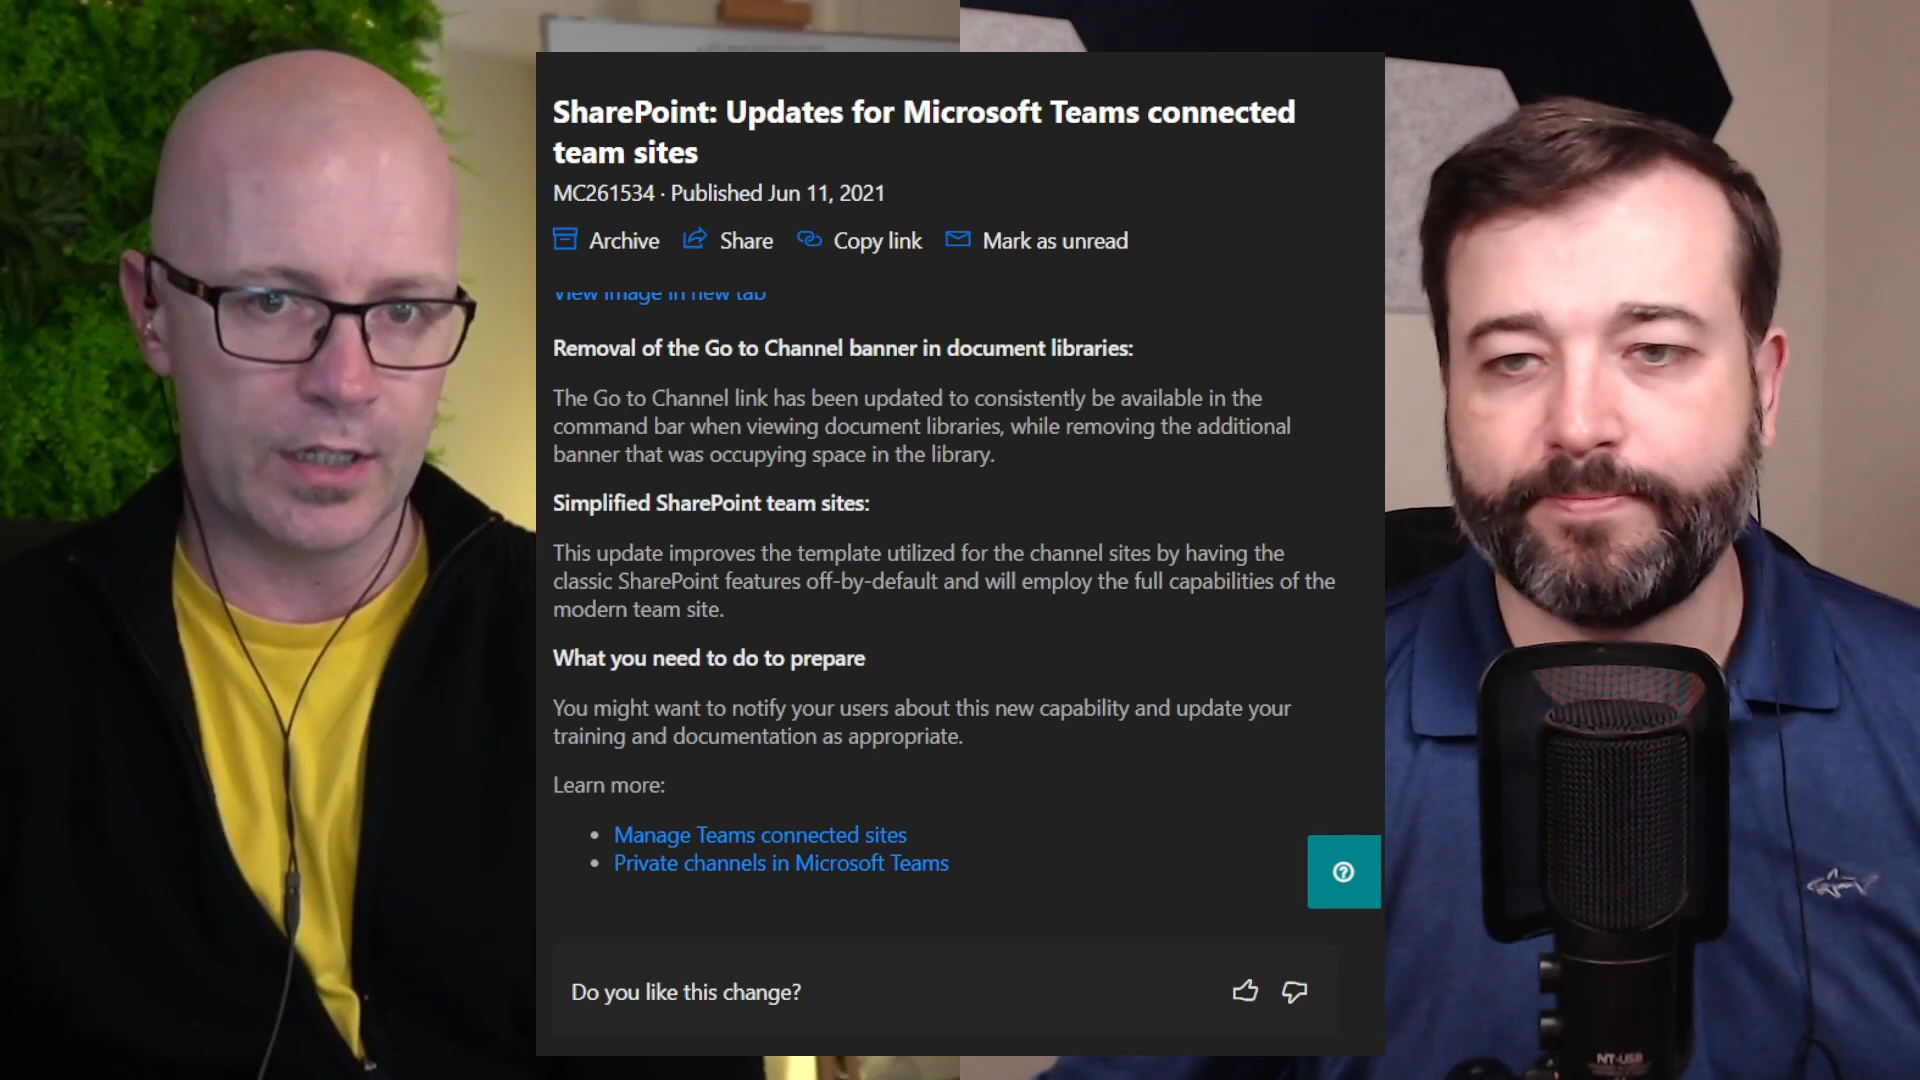 SharePoint: Updates for Microsoft Teams connected
team sites
MC261534 · Published Jun 11, 2021
Archive Share Copy link Mark as unread
View image in new tab
Removal of the Go to Channel banner in document libraries:
The Go to Channel link has been updated to consistently be available in the
command bar when viewing document libraries, while removing the additional
banner that was occupying space in the library.
Simplified SharePoint team sites:
This update improves the template utilized for the channel sites by having the
classic SharePoint features off-by-default and will employ the full capabilities of the
modern team site.
What you need to do to prepare
You might want to notify your users about this new capability and update your
training and documentation as appropriate.
Learn more:
• Manage Teams connected sites
• Private channels in Microsoft Teams
?
Do you like this change?
NT-USB